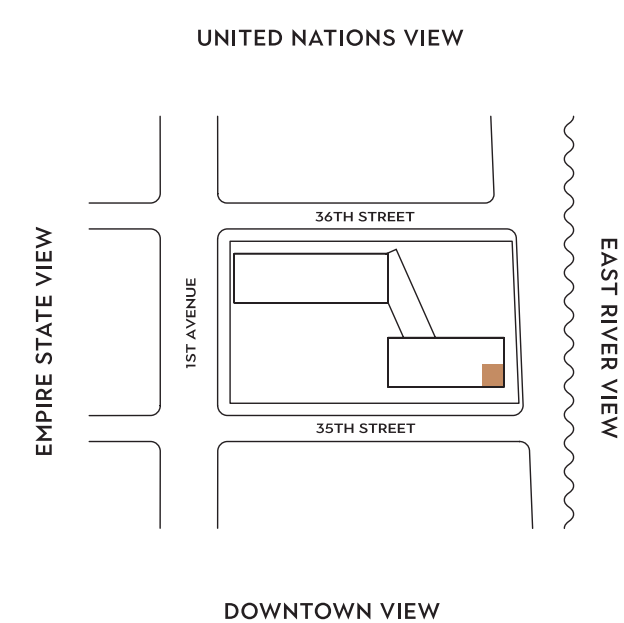 UNITED NATIONS VIEW
36TH STREET
EMPIRE STATE VIEW
1ST AVENUE
EAST RIVER VIEW
35TH STREET
DOWNTOWN VIEW